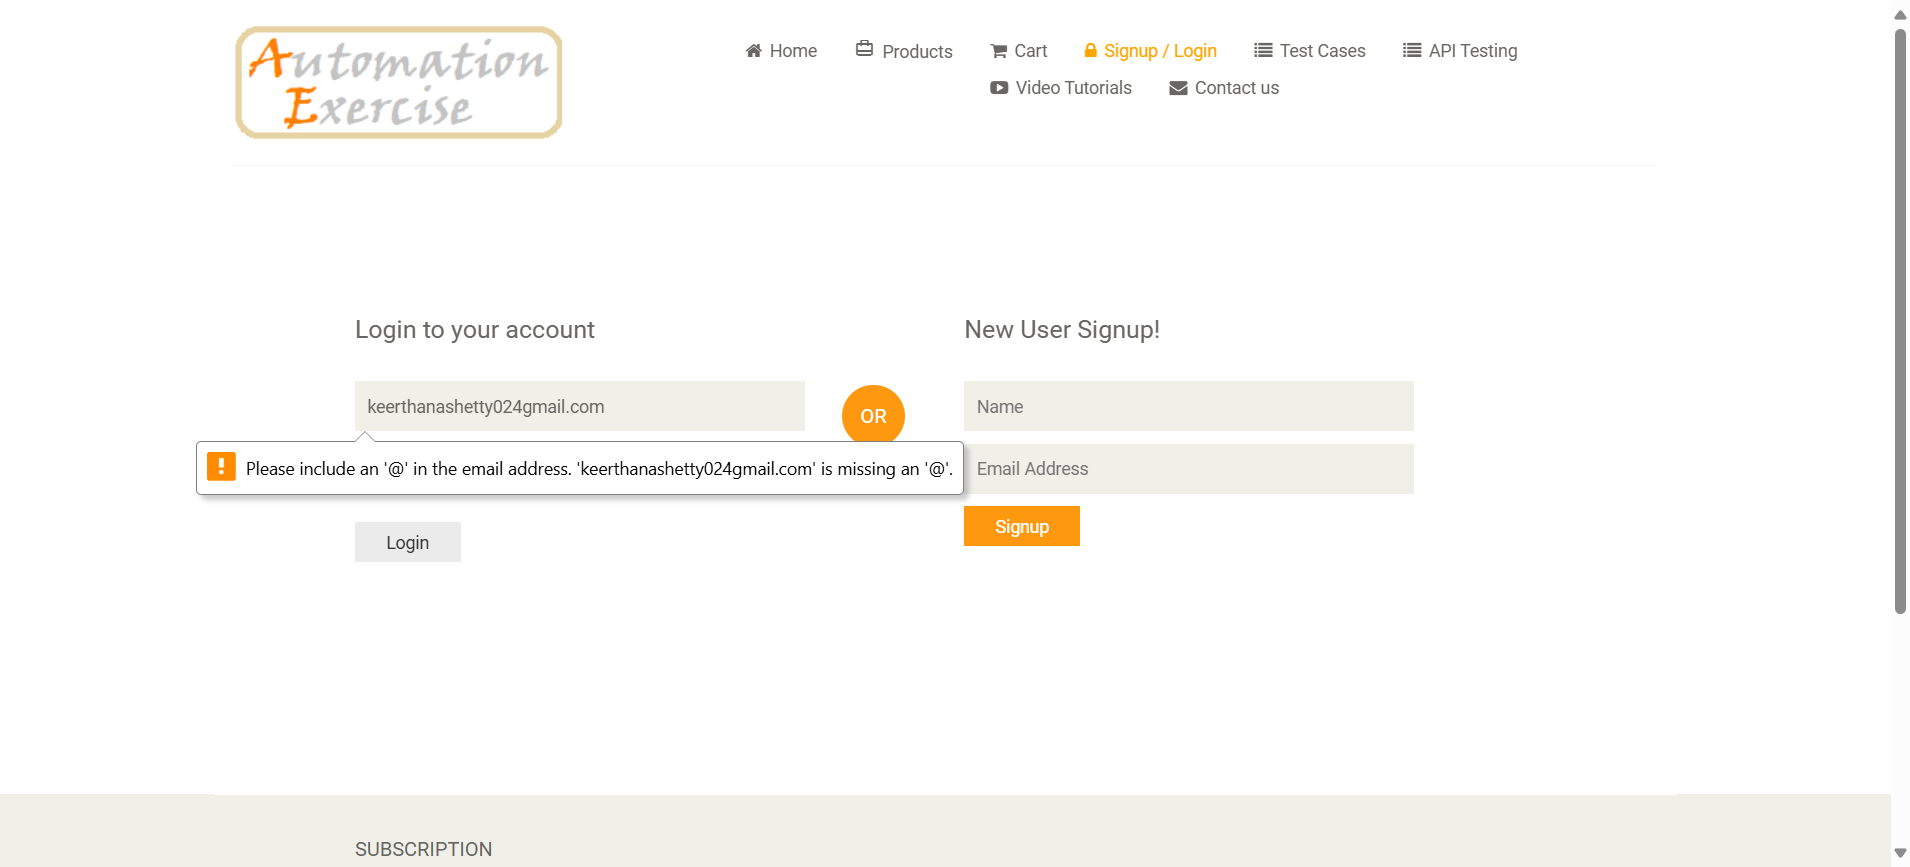 Automation
Exercise
Home
Products
Cart
Signup / Login
Test Cases
API Testing
Video Tutorials
Contact us
Login to your account
keerthanashetty024gmail.com
Please include an '@' in the email address. 'keerthanashetty024gmail.com' is missing an '@'.
Login
OR
New User Signup!
Name
Email Address
Signup
SUBSCRIPTION